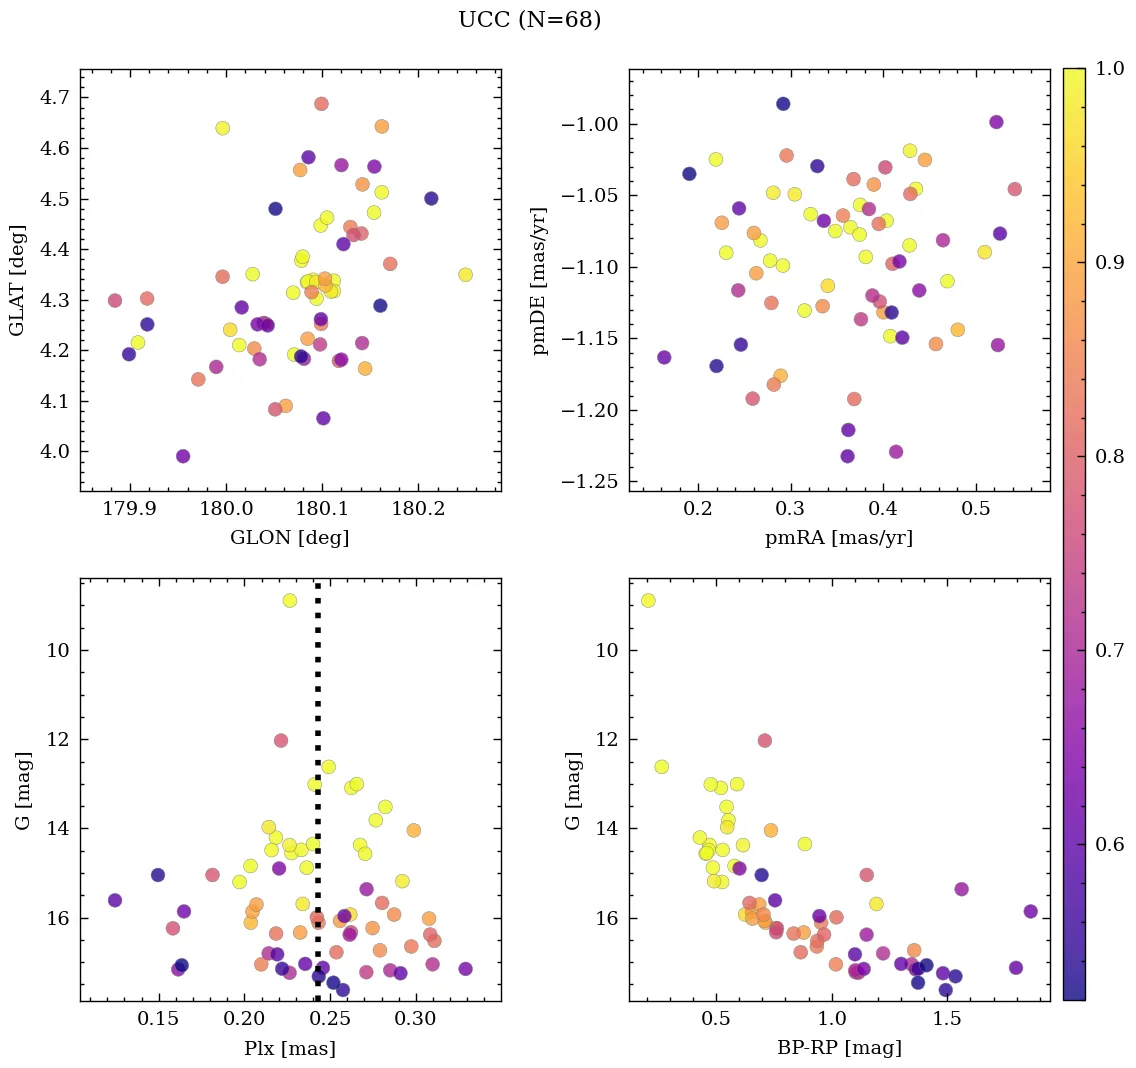 UCC (N=68)
4.7
4.6
4.5
4.4
4.3
4.2
4.1
4.0
GLAT [deg]
179.9 180.0 180.1 180.2
GLON [deg]
−1.00
−1.05
−1.10
−1.15
−1.20
−1.25
pmDE [mas/yr]
0.2 0.3 0.4 0.5
pmRA [mas/yr]
1.0
0.9
0.8
0.7
0.6
10
12
14
16
G [mag]
0.15 0.20 0.25 0.30
Plx [mas]
10
12
14
16
G [mag]
0.5 1.0 1.5
BP-RP [mag]